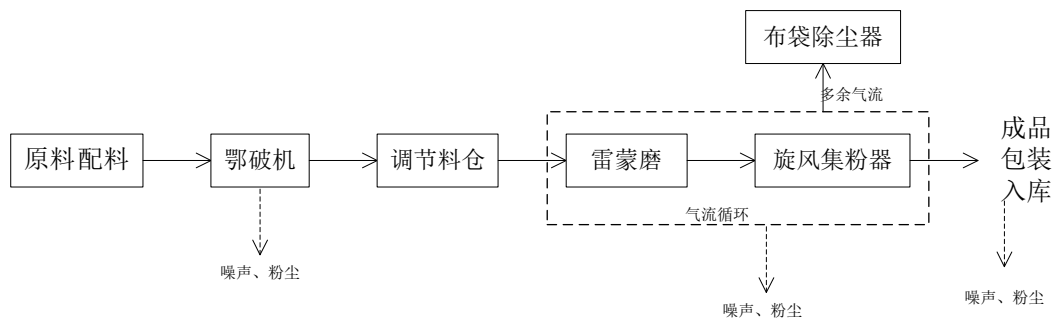 布袋除尘器
多余气流
原料配料
鄂破机
调节料仓
雷蒙磨
旋风集粉器
成品
包装
入库
气流循环
噪声、粉尘
噪声、粉尘
噪声、粉尘